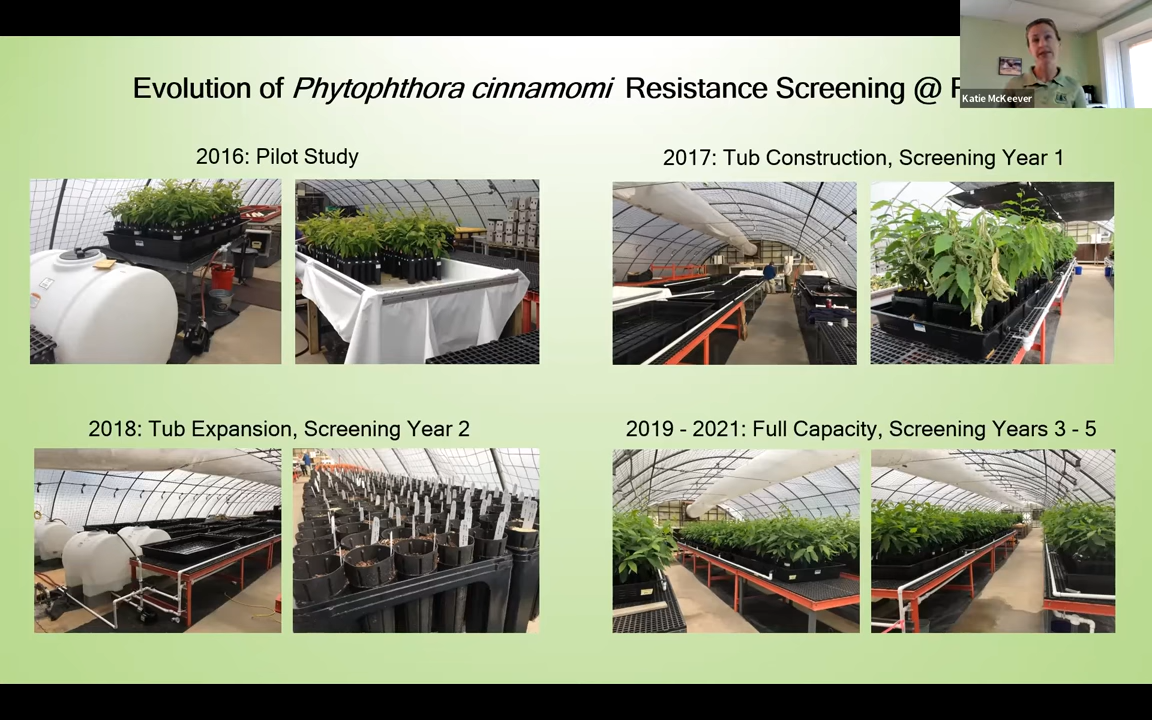 Evolution of Phytophthora cinnamomi Resistance Screening @
Katie McKeever
2016: Pilot Study
2017: Tub Construction, Screening Year 1
2018: Tub Expansion, Screening Year 2
2019 - 2021: Full Capacity, Screening Years 3 - 5